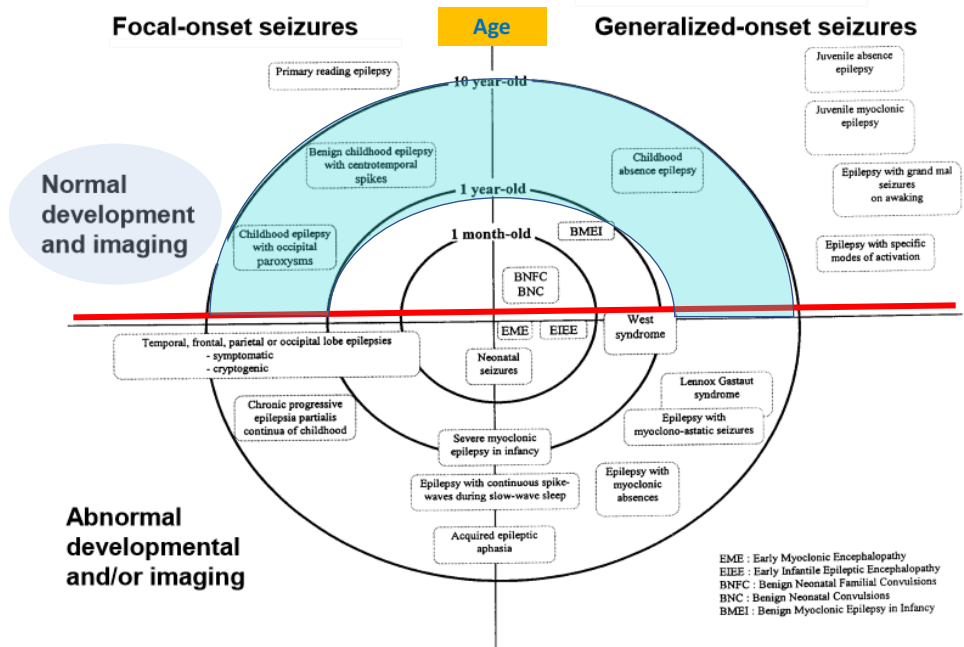 Focal-onset seizures
Age
Generalized-onset seizures
Primary reading epilepsy
10 year-old
Juvenile absence
epilepsy
Juvenile myoclonic
epilepsy
Benign childhood epilepsy
with centrotemporal
spikes
Childhood
absence epilepsy
Epilepsy with grand mal
seizures
on awaking
Normal
development
and imaging
1 year-old
Childhood epilepsy
with occipital
paroxysms
1 month-old
BMEI
Epilepsy with specific
modes of activation
BNFC
BNC
EME
EIEE
West
syndrome
Temporal, frontal, parietal or occipital lobe epilepsies
- symptomatic
- cryptogenic
Neonatal
seizures
Lennox Gastaut
syndrome
Chronic progressive
epilepsia partialis
continua of childhood
Epilepsy with
myoclono-astatic seizures
Severe myoclonic
epilepsy in infancy
Epilepsy with continuous spike-
waves during slow-wave sleep
Epilepsy with
myoclonic
absences
Abnormal
developmental
and/or imaging
Acquired epileptic
aphasia
EME : Early Myoclonic Encephalopathy
EIEE : Early Infantile Epileptic Encephalopathy
BNFC : Benign Neonatal Familial Convulsions
BNC : Benign Neonatal Convulsions
BMEI : Benign Myoclonic Epilepsy in Infancy